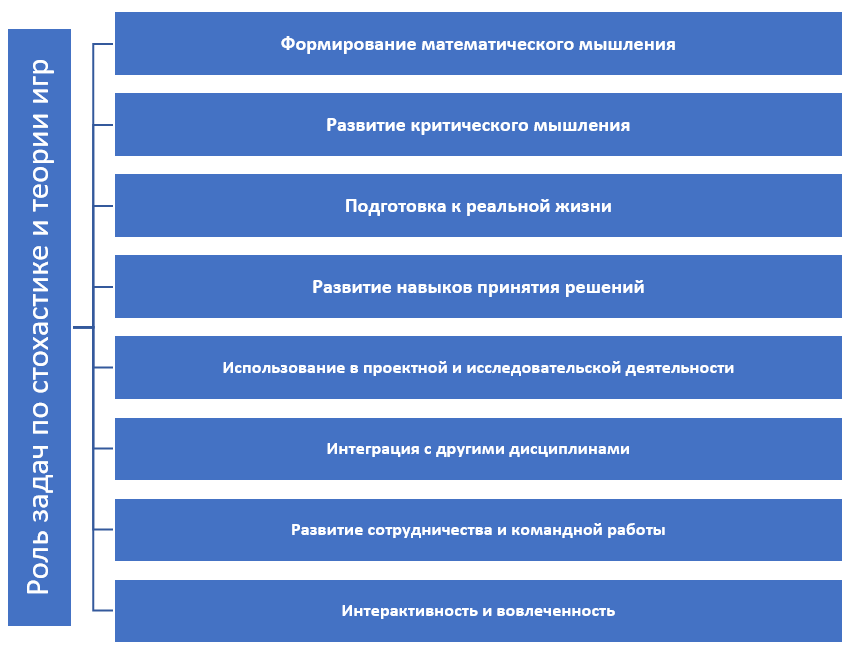 Роль задач по стохастике и теории игр
Формирование математического мышления
Развитие критического мышления
Подготовка к реальной жизни
Развитие навыков принятия решений
Использование в проектной и исследовательской деятельности
Интеграция с другими дисциплинами
Развитие сотрудничества и командной работы
Интерактивность и вовлеченность